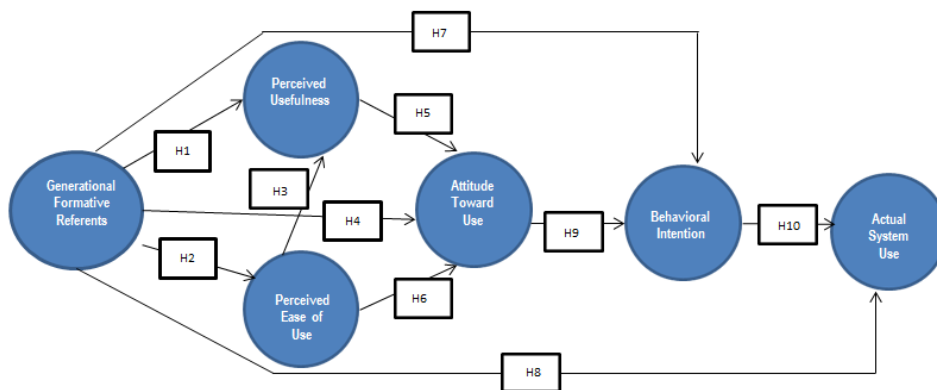 H7
Perceived
Usefulness
H5
H1
H3
Generational
Formative
Referents
Attitude
Toward
Use
H4
H9
Behavioral
Intention
H10
Actual
System
Use
H2
Perceived
Ease of
Use
H6
H8